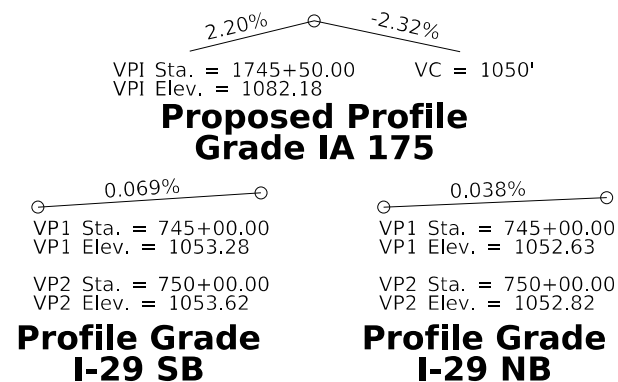 2.20% -2.32%
VPI Sta. = 1745+50.00 VC = 1050'
VPI Elev. = 1082.18
Proposed Profile
Grade IA 175
0.069%
VP1 Sta. = 745+00.00
VP1 Elev. = 1053.28
VP2 Sta. = 750+00.00
VP2 Elev. = 1053.62
Profile Grade
I-29 SB
0.038%
VP1 Sta. = 745+00.00
VP1 Elev. = 1052.63
VP2 Sta. = 750+00.00
VP2 Elev. = 1052.82
Profile Grade
I-29 NB